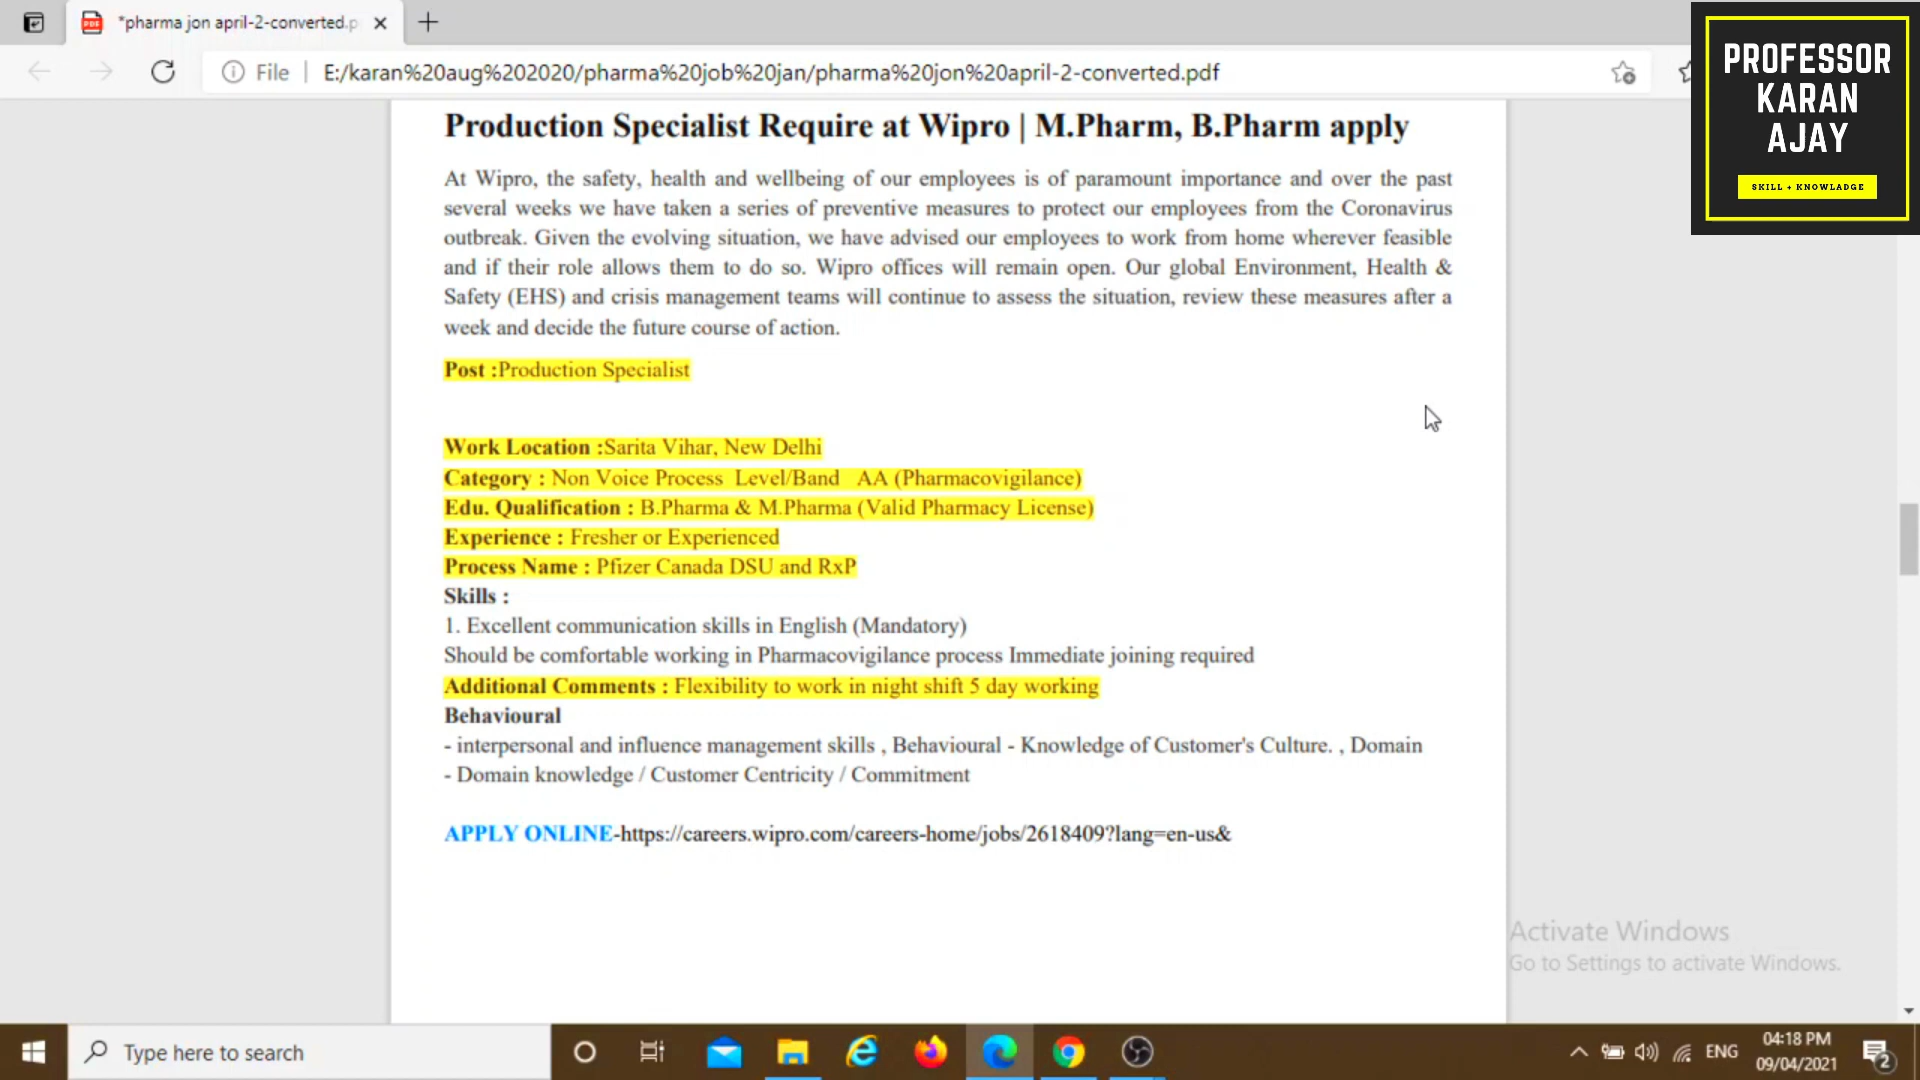 *pharma jon april-2-converted.p
File
E:/karan%20aug%202020/pharma%20job%20jan/pharma%20jon%20april-2-converted.pdf
PROFESSOR
KARAN
AJAY
SKILL + KNOWLADGE
Production Specialist Require at Wipro | M.Pharm, B.Pharm apply
At Wipro, the safety, health and wellbeing of our employees is of paramount importance and over the past
several weeks we have taken a series of preventive measures to protect our employees from the Coronavirus
outbreak. Given the evolving situation, we have advised our employees to work from home wherever feasible
and if their role allows them to do so. Wipro offices will remain open. Our global Environment, Health &
Safety (EHS) and crisis management teams will continue to assess the situation, review these measures after a
week and decide the future course of action.
Post :Production Specialist
Work Location :Sarita Vihar, New Delhi
Category : Non Voice Process Level/Band AA (Pharmacovigilance)
Edu. Qualification : B.Pharma & M.Pharma (Valid Pharmacy License)
Experience : Fresher or Experienced
Process Name : Pfizer Canada DSU and RxP
Skills :
1. Excellent communication skills in English (Mandatory)
Should be comfortable working in Pharmacovigilance process Immediate joining required
Additional Comments : Flexibility to work in night shift 5 day working
Behavioural
- interpersonal and influence management skills , Behavioural - Knowledge of Customer's Culture. , Domain
- Domain knowledge / Customer Centricity / Commitment
APPLY ONLINE-https://careers.wipro.com/careers-home/jobs/2618409?lang=en-us&
Activate Windows
Go to Settings to activate Windows.
Type here to search
ENG
04:18 PM
09/04/2021
2